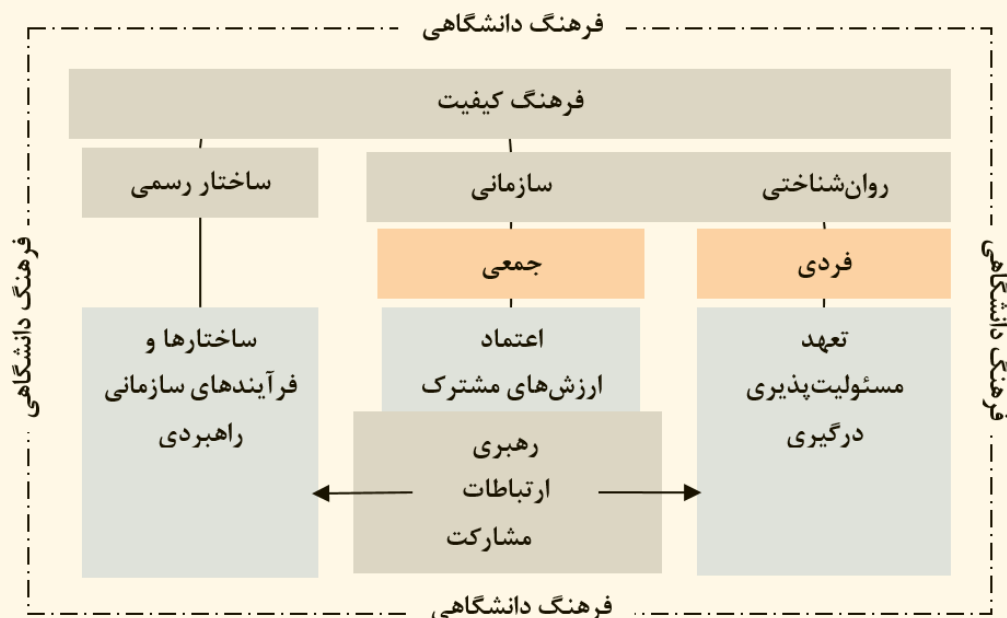 فرهنگ دانشگاهی
فرهنگ کیفیت
روان‌شناختی
سازمانی
ساختار رسمی
فردی
جمعی
تعهد
مسئولیت‌پذیری
درگیری
اعتماد
ارزش‌های مشترک
رهبری
ارتباطات
مشارکت
ساختارها و
فرآیندهای سازمانی
راهبردی
فرهنگ دانشگاهی
فرهنگ دانشگاهی
فرهنگ دانشگاهی